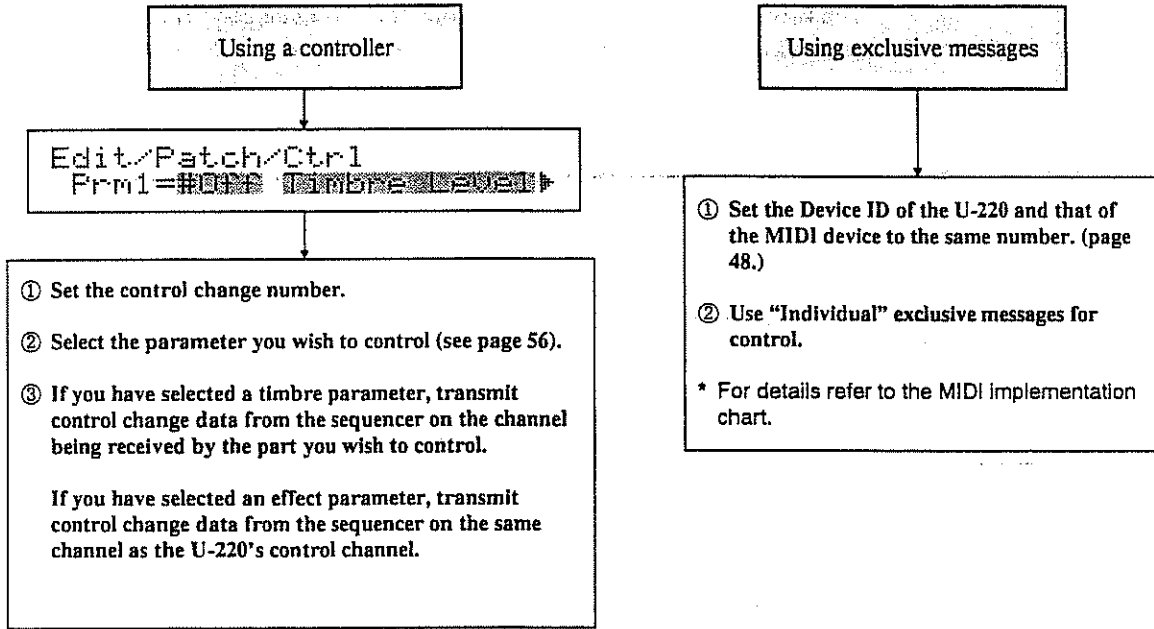 Using a controller
Edit/Patch/Ctrl
Prm1=#Off Timbre Level▶
① Set the control change number.
② Select the parameter you wish to control (see page 56).
③ If you have selected a timbre parameter, transmit
control change data from the sequencer on the channel
being received by the part you wish to control.
If you have selected an effect parameter, transmit
control change data from the sequencer on the same
channel as the U-220's control channel.
Using exclusive messages
① Set the Device ID of the U-220 and that of
the MIDI device to the same number. (page
48.)
② Use “Individual” exclusive messages for
control.
* For details refer to the MIDI implementation
chart.